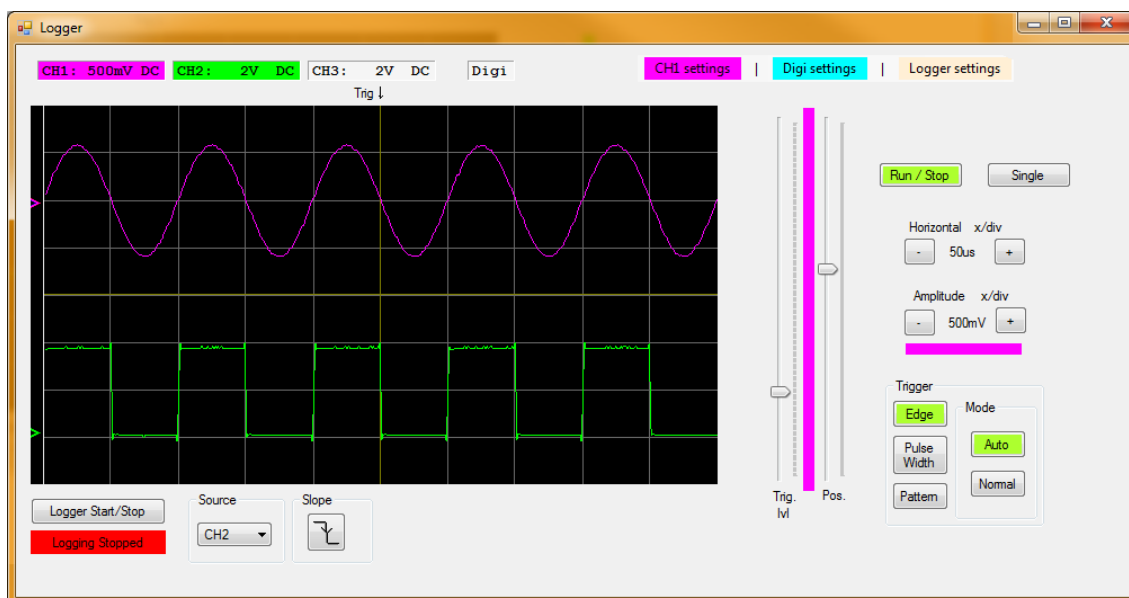 Logger
CH1: 500mV DC CH2: 2V DC CH3: 2V DC Digi CH1 settings | Digi settings | Logger settings
Trig ↓
Run / Stop Single
Horizontal x/div
- 50us +
Amplitude x/div
- 500mV +
Trigger
Edge Mode
Auto
Pulse
Width
Normal
Pattern
Trig.
lvl
Pos.
Logger Start/Stop
Logging Stopped
Source
CH2
Slope